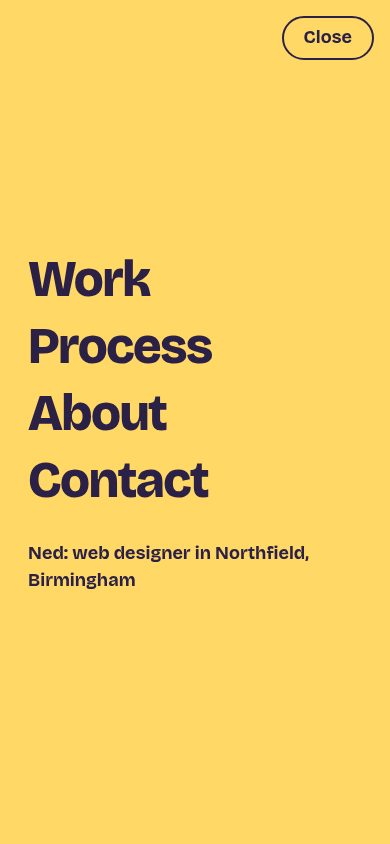 Close
Work
Process
About
Contact
Ned: web designer in Northfield,
Birmingham